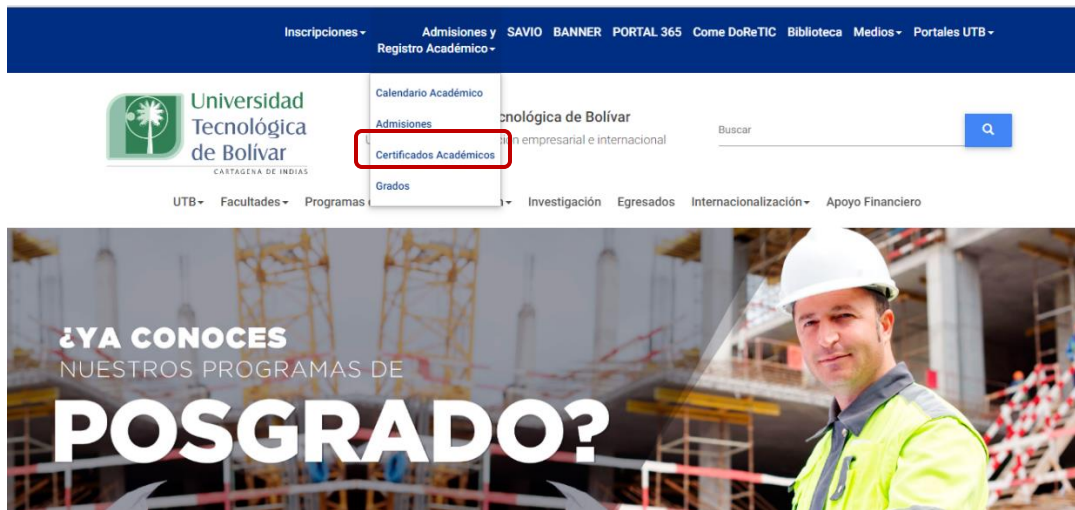 Inscripciones
Admisiones y
Registro Académico
SAVIO
BANNER
PORTAL 365
Come DoReTIC
Biblioteca
Medios
Portales UTB
Calendario Académico
Admisiones
Certificados Académicos
Grados
Universidad
Tecnológica
de Bolívar
CARTAGENA DE INDIAS
cnológica de Bolívar
empresarial e internacional
Buscar
UTB
Facultades
Programas
Investigación
Egresados
Internacionalización
Apoyo Financiero
¿YA CONOCES
NUESTROS PROGRAMAS DE
POSGRADO?